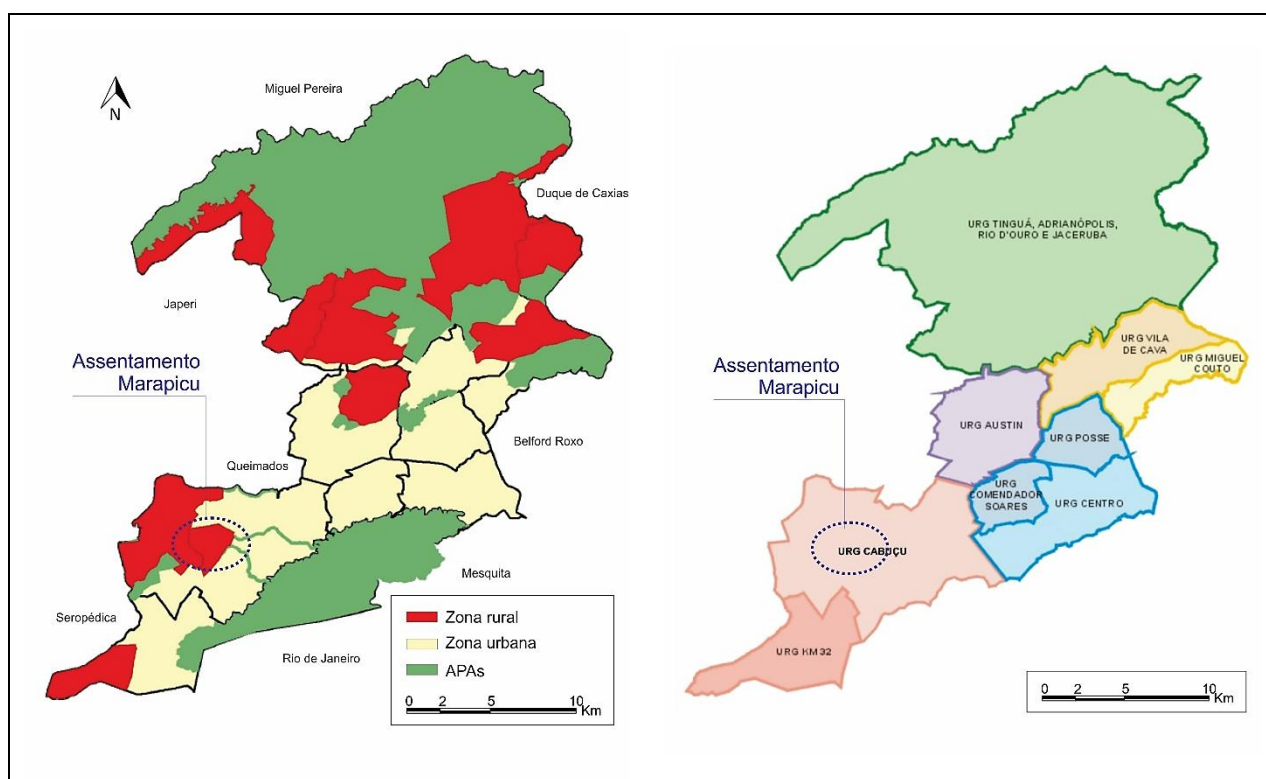 Miguel Pereira
N
Duque de Caxias
Japeri
Assentamento
Marapicu
Queimados
Belford Roxo
Mesquita
Seropédica
Rio de Janeiro
Zona rural
Zona urbana
APAs
0 2 5 10
Km
URG TINGUÁ, ADRIANÓPOLIS,
RIO D'OURO E JACERUBA
URG VILA
DE CAVA
URG MIGUEL
COUTO
Assentamento
Marapicu
URG AUSTIN
URG POSSE
URG
COMENDADOR
SOARES
URG CENTRO
URG CABUÇU
URG KM32
0 2 5 10
Km